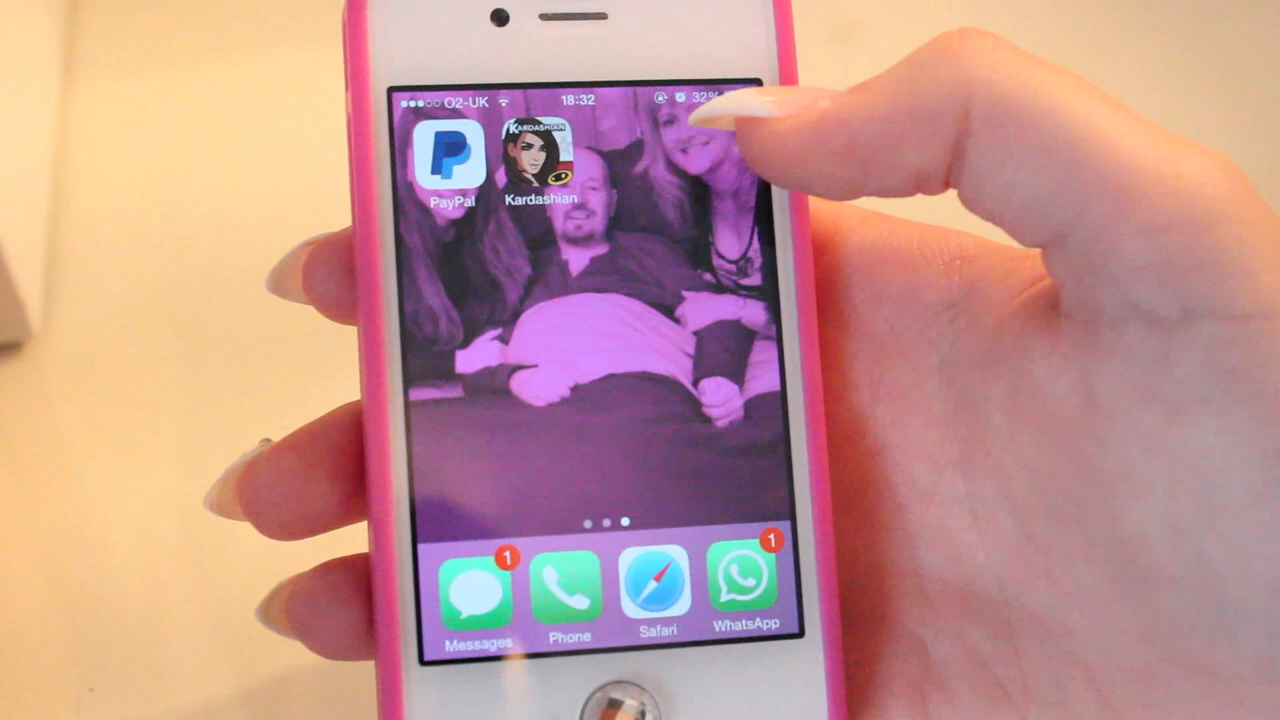 O2-UK 18:32 32%
KARDASHIAN
PayPal Kardashian
1 1
Messages Phone Safari WhatsApp